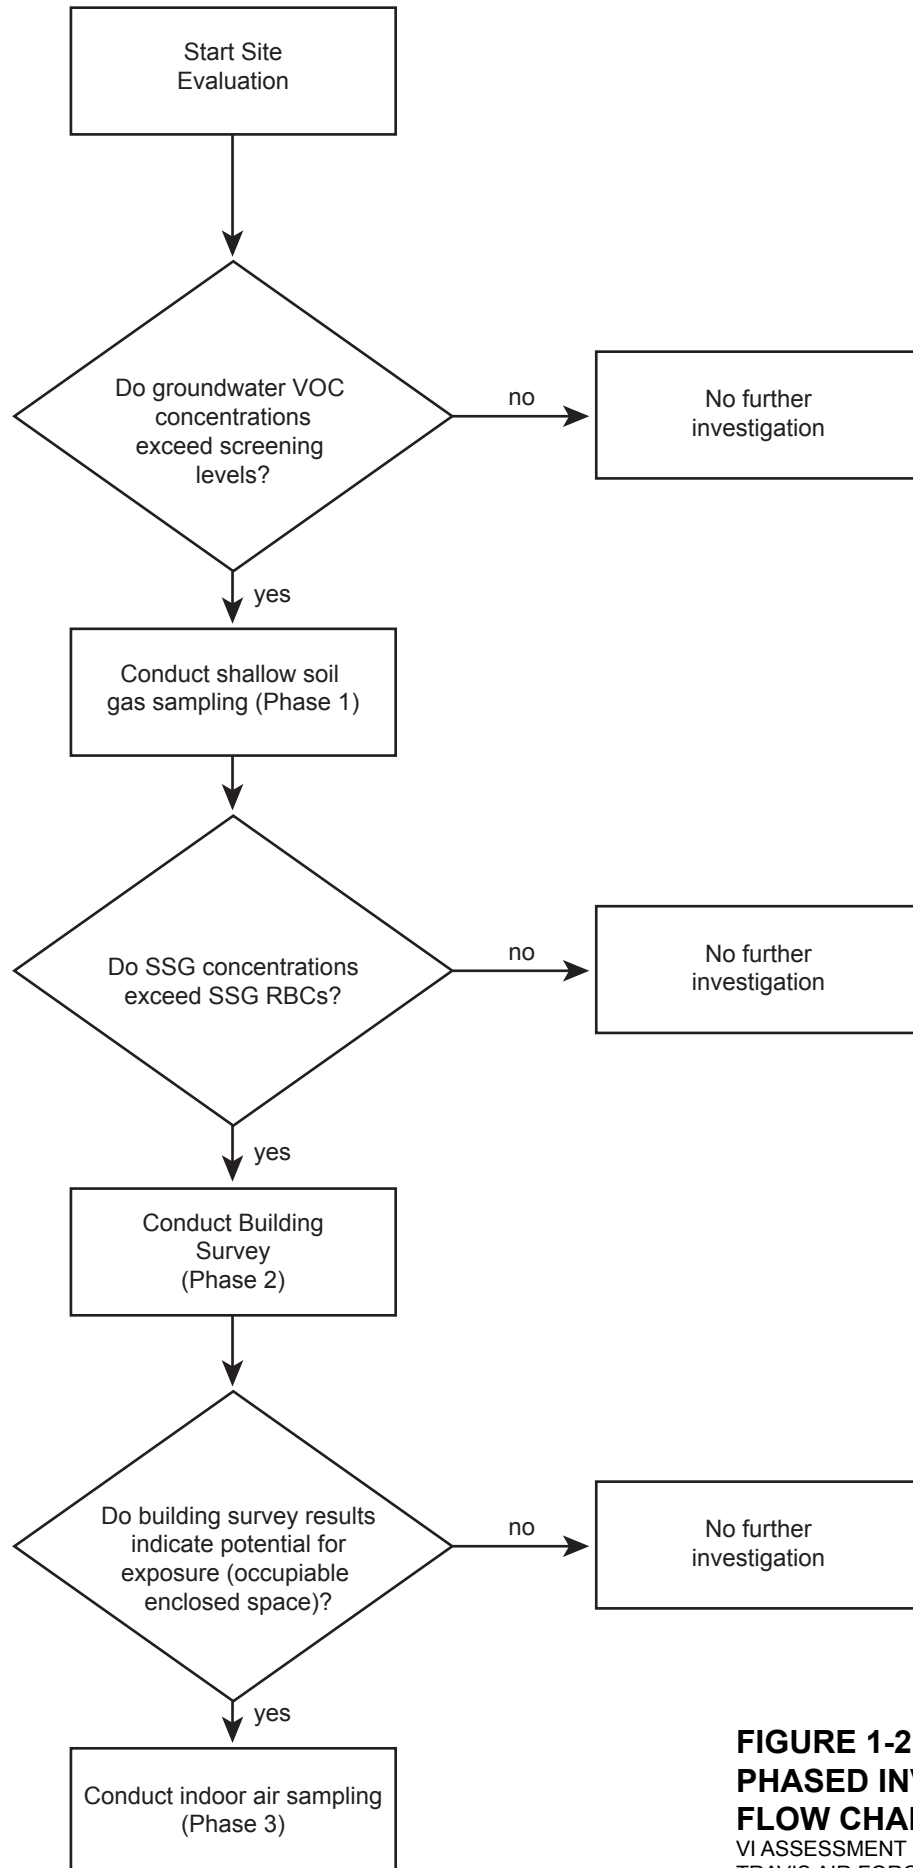 Start Site
Evaluation
Do groundwater VOC
concentrations
exceed screening
levels?
no
No further
investigation
yes
Conduct shallow soil
gas sampling (Phase 1)
Do SSG concentrations
exceed SSG RBCs?
no
No further
investigation
yes
Conduct Building
Survey
(Phase 2)
Do building survey results
indicate potential for
exposure (occupiable
enclosed space)?
no
No further
investigation
yes
Conduct indoor air sampling
(Phase 3)
FIGURE 1-2
PHASED
FLOW
VI ASSESSMENT
TRAVIS AIR